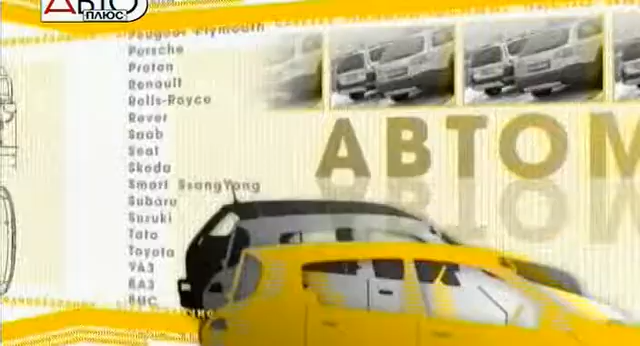 АВТО
ПЛЮС
Peugeot Plymouth
Porsche
Proton
Renault
Rolls-Royce
Rover
Saab
Seat
Skoda
Smart SsangYong
Subaru
Suzuki
Tata
Toyota
УАЗ
ВАЗ
АВТОМ